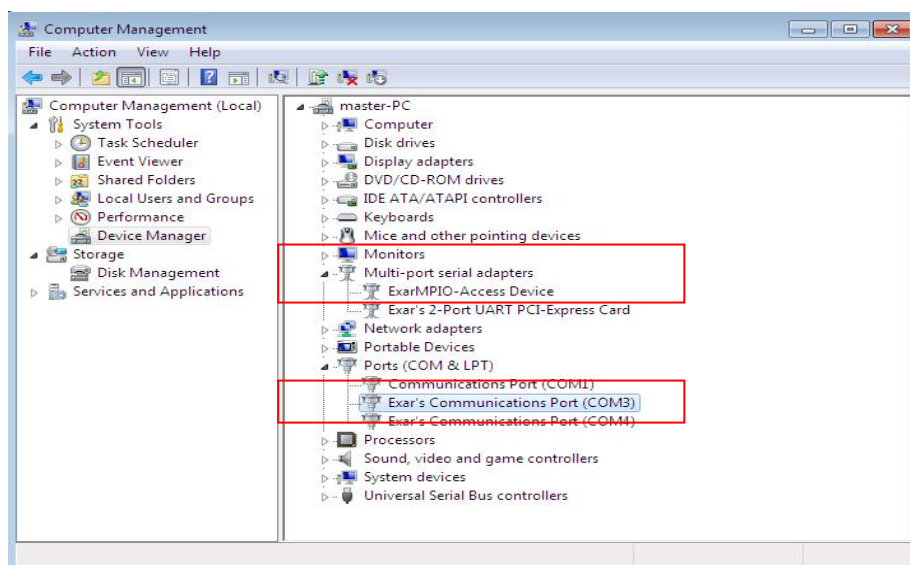 Computer Management
File Action View Help
Computer Management (Local)
System Tools
Task Scheduler
Event Viewer
Shared Folders
Local Users and Groups
Performance
Device Manager
Storage
Disk Management
Services and Applications
master-PC
Computer
Disk drives
Display adapters
DVD/CD-ROM drives
IDE ATA/ATAPI controllers
Keyboards
Mice and other pointing devices
Monitors
Multi-port serial adapters
ExarMPIO-Access Device
Exar's 2-Port UART PCI-Express Card
Network adapters
Portable Devices
Ports (COM & LPT)
Communications Port (COM1)
Exar's Communications Port (COM3)
Exar's Communications Port (COM4)
Processors
Sound, video and game controllers
System devices
Universal Serial Bus controllers